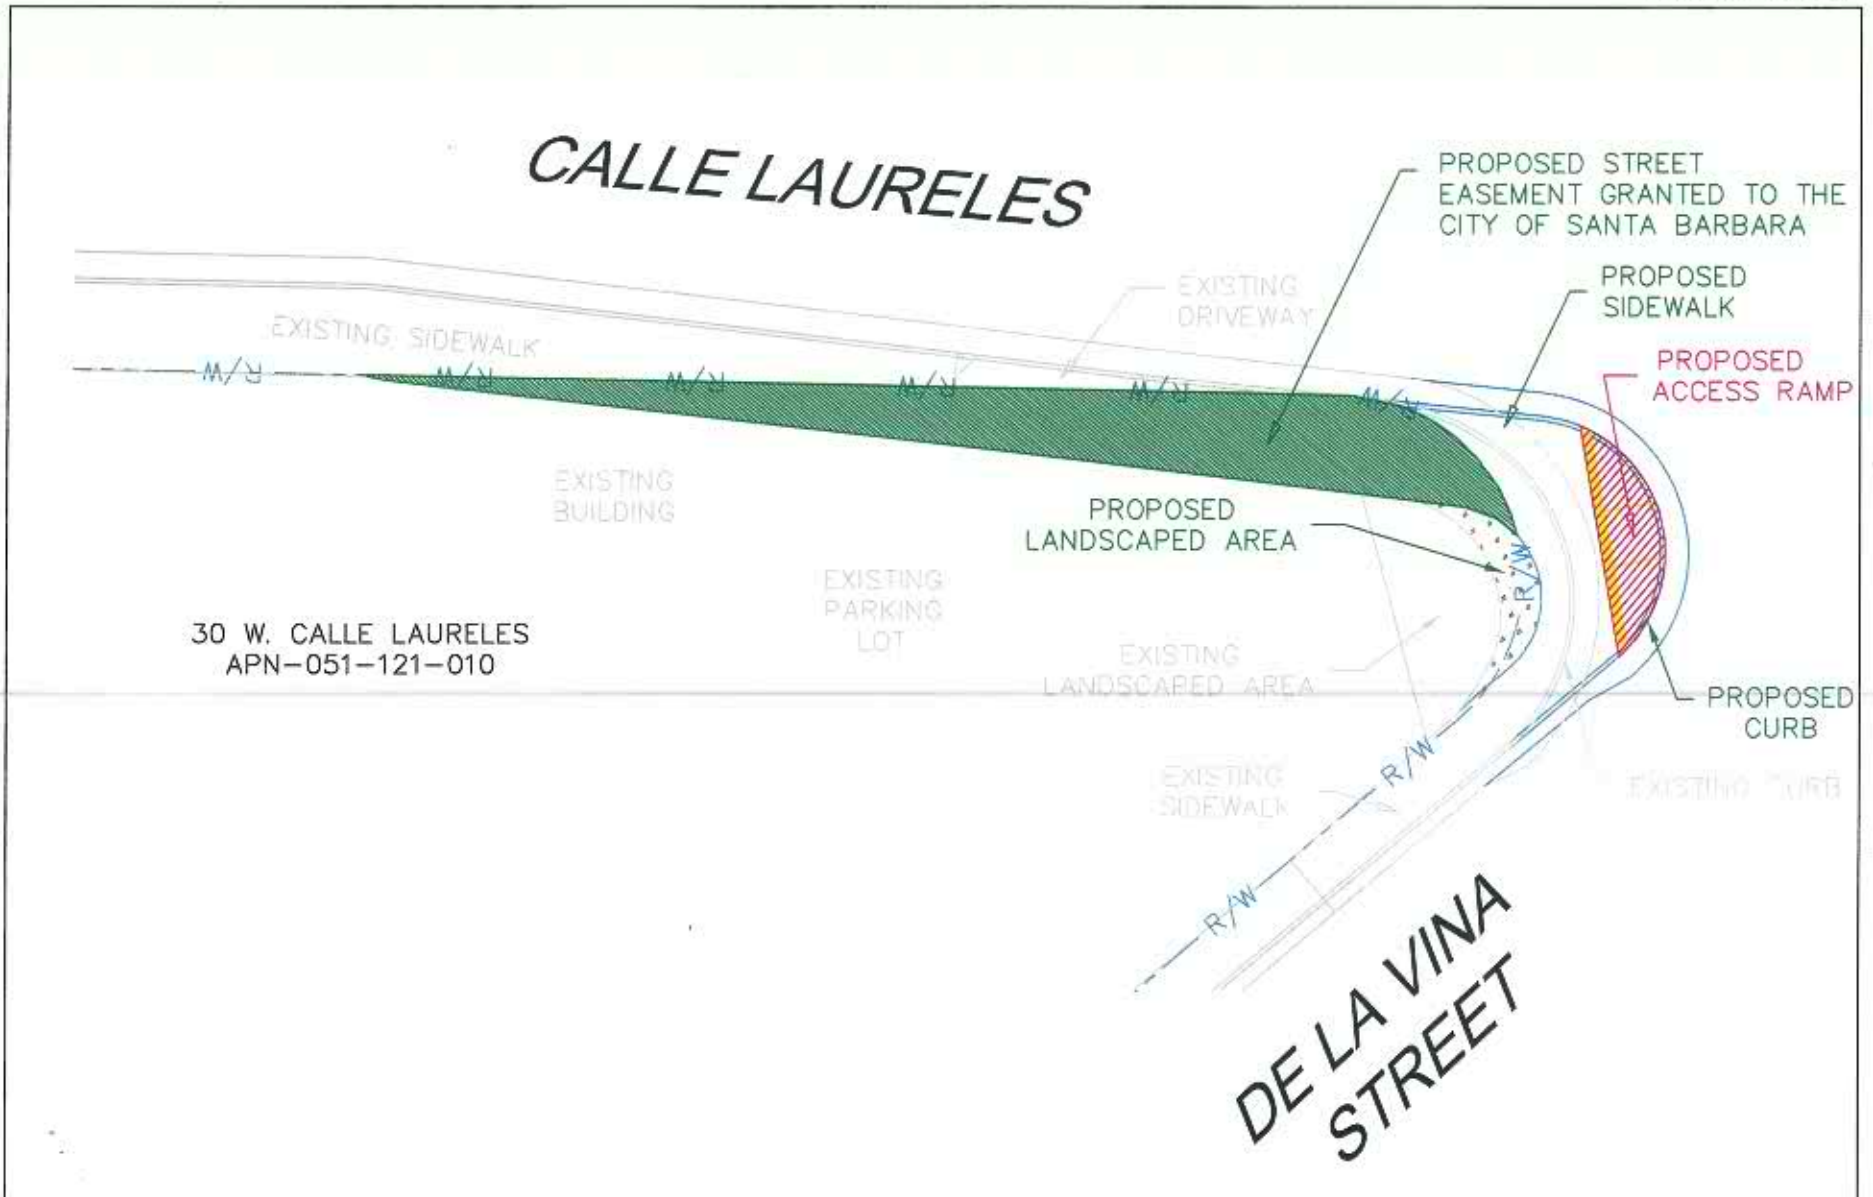 CALLE LAURELES
PROPOSED STREET
EASEMENT GRANTED TO THE
CITY OF SANTA BARBARA
EXISTING
DRIVEWAY
PROPOSED
SIDEWALK
EXISTING SIDEWALK
PROPOSED
ACCESS RAMP
R/W
R/W
R/W
R/W
R/W
R/W
EXISTING
BUILDING
PROPOSED
LANDSCAPED AREA
R/W
EXISTING
PARKING
LOT
30 W. CALLE LAURELES
APN-051-121-010
EXISTING
LANDSCAPED AREA
PROPOSED
CURB
R/W
EXISTING
SIDEWALK
EXISTING CURB
R/W
DE LA VINA
STREET